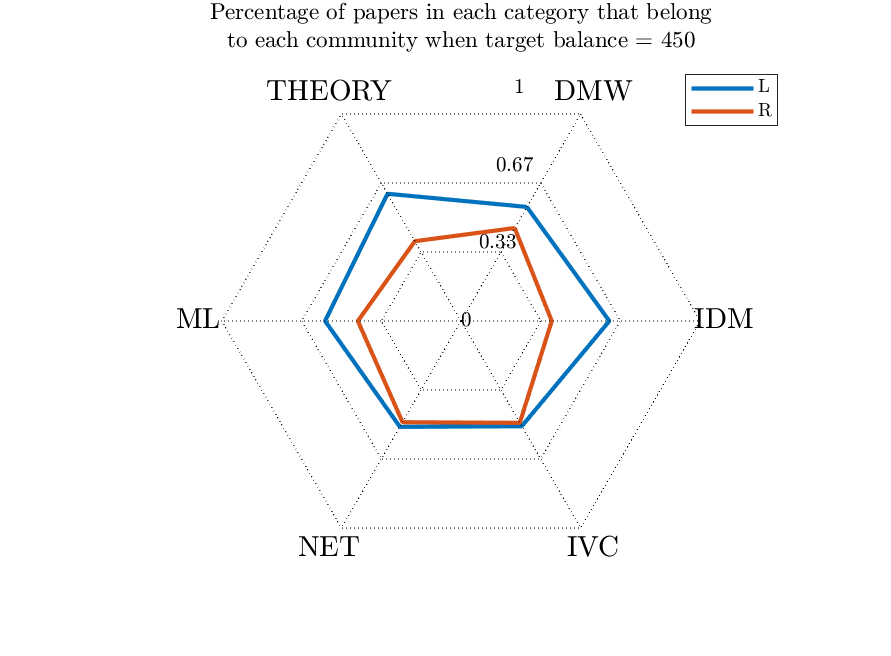 Percentage of papers in each category that belong
to each community when target balance = 450
THEORY
1
DMW
L
R
0.67
0.33
ML
0
IDM
NET
IVC